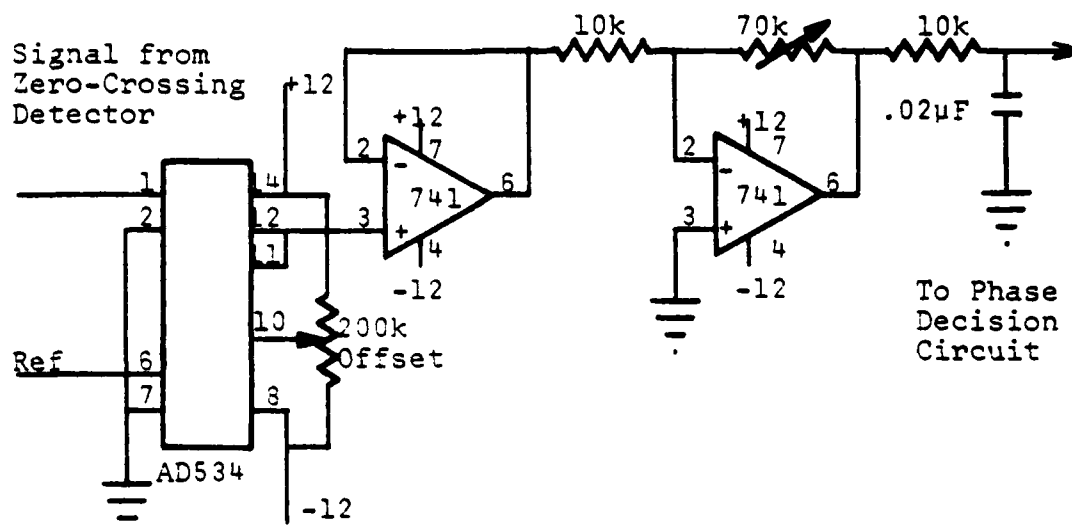 10k
70k
10k
Signal from
Zero-Crossing
Detector
+12
.02µF
+12
+12
7
7
2
-
2
-
1
14
741
6
741
6
2
12
3
+
3
+
11
4
4
-12
-12
To Phase
Decision
Circuit
10
200k
Offset
Ref
6
7
8
AD534
-12